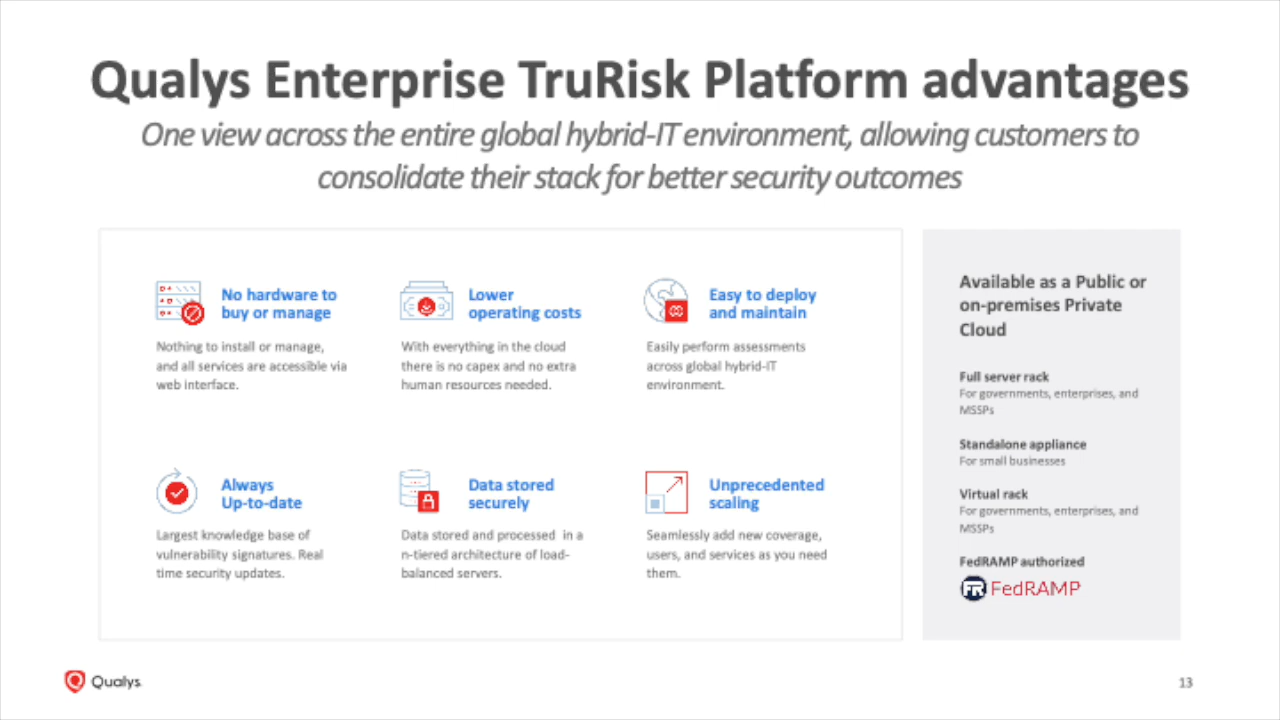 Qualys Enterprise TruRisk Platform advantages
One view across the entire global hybrid-IT environment, allowing customers to
consolidate their stack for better security outcomes
No hardware to
buy or manage
Nothing to install or manage,
and all services are accessible via
web interface.
Lower
operating costs
With everything in the cloud
there is no capex and no extra
human resources needed.
Easy to deploy
and maintain
Easily perform assessments
across global hybrid-IT
environment.
Always
Up-to-date
Largest knowledge base of
vulnerability signatures. Real
time security updates.
Data stored
securely
Data stored and processed in a
n-tiered architecture of load-
balanced servers.
Unprecedented
scaling
Seamlessly add new coverage,
users, and services as you need
them.
Available as a Public or
on-premises Private
Cloud
Full server rack
For governments, enterprises, and
MSSPs
Standalone appliance
For small businesses
Virtual rack
For governments, enterprises, and
MSSPs
FedRAMP authorized
FR FedRAMP
Qualys.
13